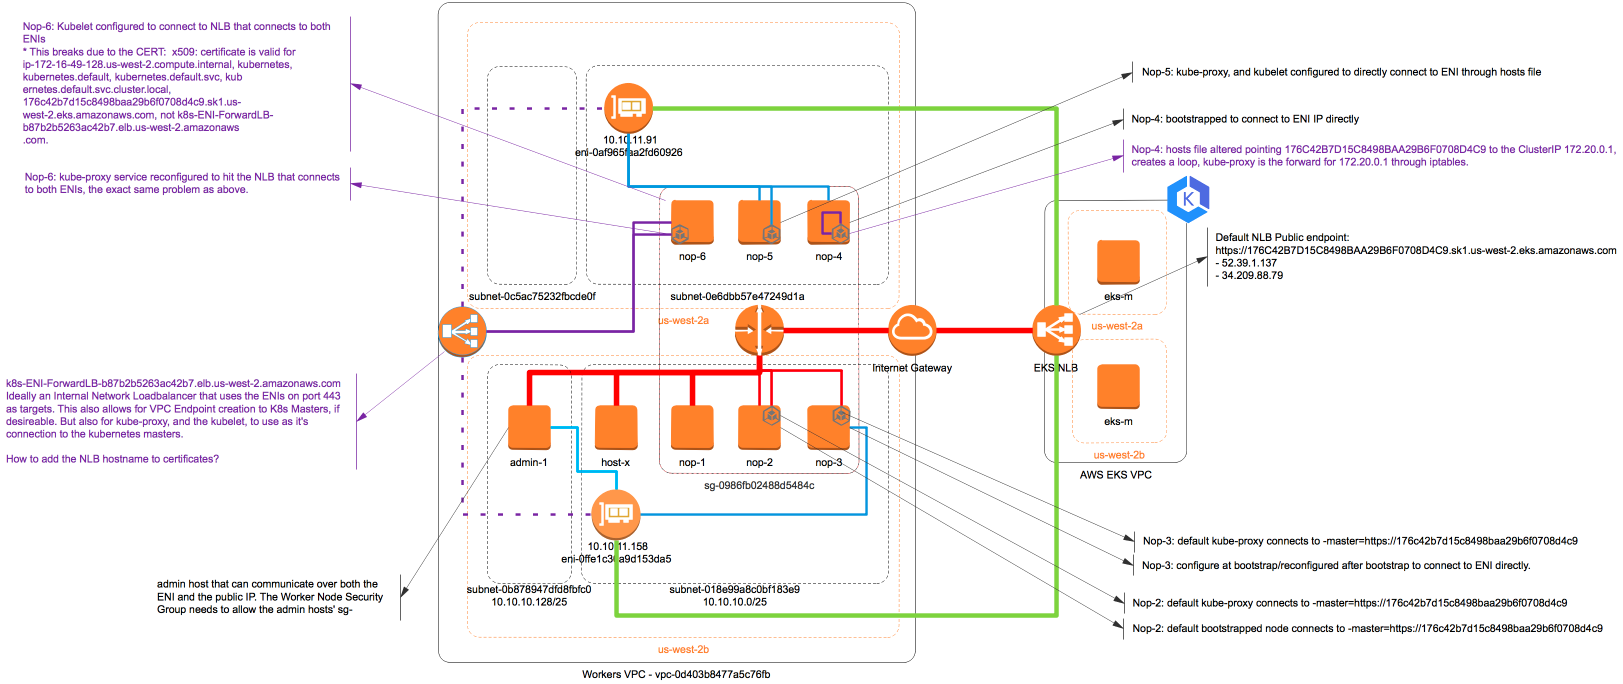 Nop-6: Kubelet configured to connect to NLB that connects to both
ENIs
* This breaks due to the CERT: x509: certificate is valid for
ip-172-16-49-128.us-west-2.compute.internal, kubernetes,
kubernetes.default, kubernetes.default.svc, kub
ernetes.default.svc.cluster.local,
176c42b7d15c8498baa29b6f0708d4c9.sk1.us-
west-2.eks.amazonaws.com, not k8s-ENI-ForwardLB-
b87b2b5263ac42b7.elb.us-west-2.amazonaws
.com.
Nop-6: kube-proxy service reconfigured to hit the NLB that connects
to both ENIs, the exact same problem as above.
k8s-ENI-ForwardLB-b87b2b5263ac42b7.elb.us-west-2.amazonaws.com
Ideally an Internal Network Loadbalancer that uses the ENIs on port 443
as targets. This also allows for VPC Endpoint creation to K8s Masters, if
desireable. But also for kube-proxy, and the kubelet, to use as it's
connection to the kubernetes masters.
How to add the NLB hostname to certificates?
admin host that can communicate over both the
ENI and the public IP. The Worker Node Security
Group needs to allow the admin hosts' sg-
10.10.11.91
eni-0af965faa2fd60926
nop-6
nop-5
nop-4
subnet-0c5ac75232fbcde0f
subnet-0e6dbb57e47249d1a
us-west-2a
Internet Gateway
EKS NLB
admin-1
host-x
nop-1
nop-2
nop-3
sg-0986fb02488d5484c
10.10.11.158
eni-0ffe1c30a9d153da5
subnet-0b878947dfd8fbfc0
10.10.10.128/25
subnet-018e99a8c0bf183e9
10.10.10.0/25
us-west-2b
Workers VPC - vpc-0d403b8477a5c76fb
K
eks-m
us-west-2a
eks-m
us-west-2b
AWS EKS VPC
Nop-5: kube-proxy, and kubelet configured to directly connect to ENI through hosts file
Nop-4: bootstrapped to connect to ENI IP directly
Nop-4: hosts file altered pointing 176C42B7D15C8498BAA29B6F0708D4C9 to the ClusterIP 172.20.0.1,
creates a loop, kube-proxy is the forward for 172.20.0.1 through iptables.
Default NLB Public endpoint:
https://176C42B7D15C8498BAA29B6F0708D4C9.sk1.us-west-2.eks.amazonaws.com
- 52.39.1.137
- 34.209.88.79
Nop-3: default kube-proxy connects to -master=https://176c42b7d15c8498baa29b6f0708d4c9
Nop-3: configure at bootstrap/reconfigured after bootstrap to connect to ENI directly.
Nop-2: default kube-proxy connects to -master=https://176c42b7d15c8498baa29b6f0708d4c9
Nop-2: default bootstrapped node connects to -master=https://176c42b7d15c8498baa29b6f0708d4c9